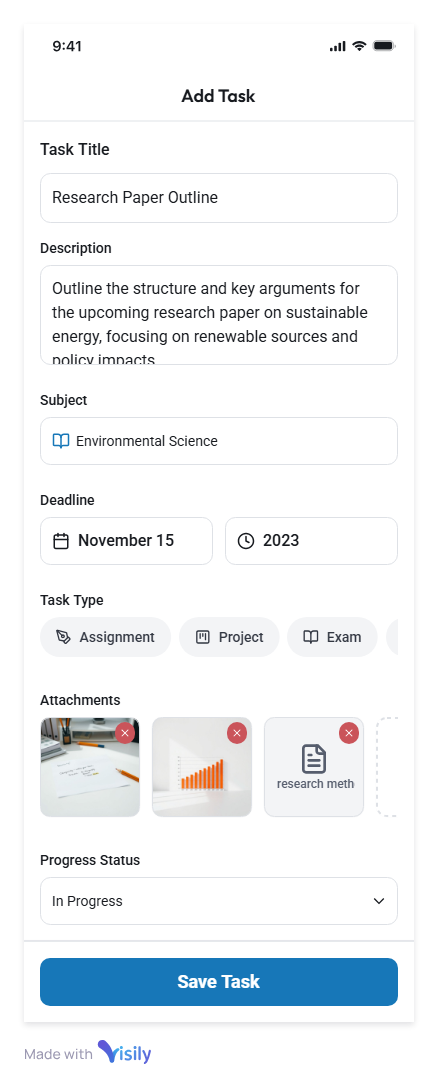 9:41
Add Task
Task Title
Research Paper Outline
Description
Outline the structure and key arguments for
the upcoming research paper on sustainable
energy, focusing on renewable sources and
policy impacts
Subject
Environmental Science
Deadline
November 15
2023
Task Type
Assignment
Project
Exam
Attachments
research meth
Progress Status
In Progress
Save Task
Made with Visily